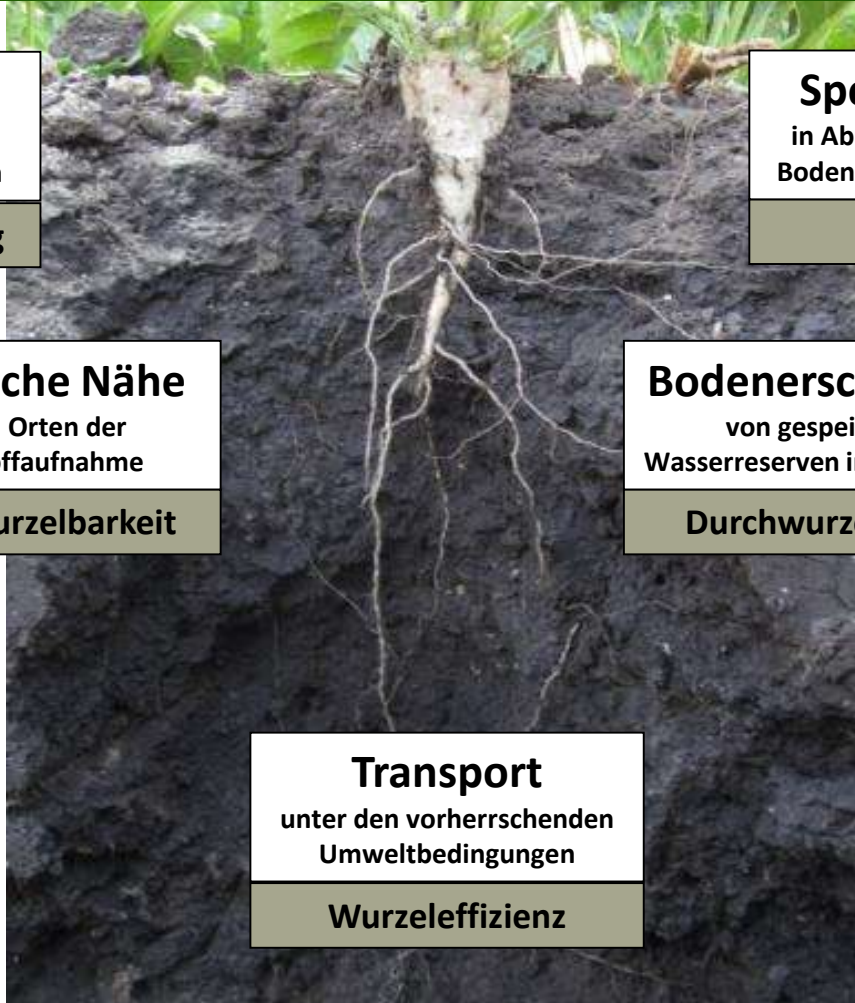 n
g
Spe
in Ab
Boden
che Nähe
Orten der
ffaufnahme
urzelbarkeit
Bodenersc
von gespei
Wasserreserven i
Durchwurze
Transport
unter den vorherrschenden
Umweltbedingungen
Wurzeleffizienz